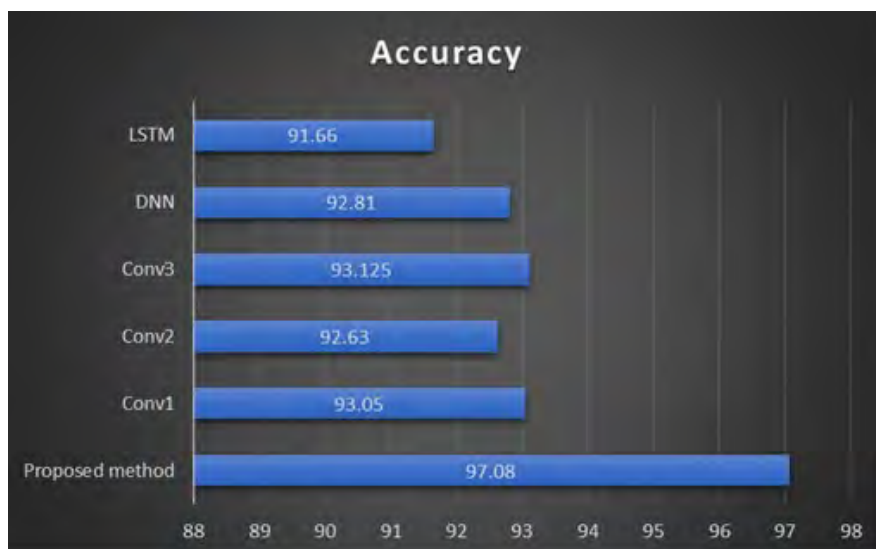 Accuracy
LSTM 91.66
DNN 92.81
Conv3 93.125
Conv2 92.63
Conv1 93.05
Proposed method 97.08
88 89 90 91 92 93 94 95 96 97 98